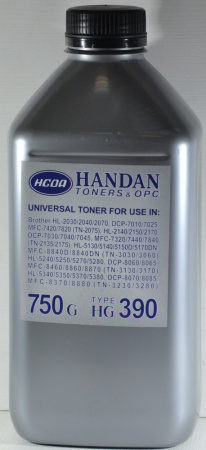 HCOA
HANDAN
TONERS & OPC
UNIVERSAL TONER FOR USE IN:
Brother HL-2030/2040/2070, DCP-7010/7025
MFC-7420/7820 (TN-2075); HL-2140/2150/2170
DCP-7030/7040/7045, MFC-7320/7440/7840
(TN-2135/2175); HL-5130/5140/5150D/5170DN
MFC-8840D/8840DN (TN-3030/3060)
HL-5240/5250/5270/5280, DCP-8060/8065
MFC-8460/8860/8870 (TN-3130/3170)
HL-5340/5350/5370/5380, DCP-8070/8085
MFC-8370/8880 (TN-3230/3280)
750 G TYPE HG 390